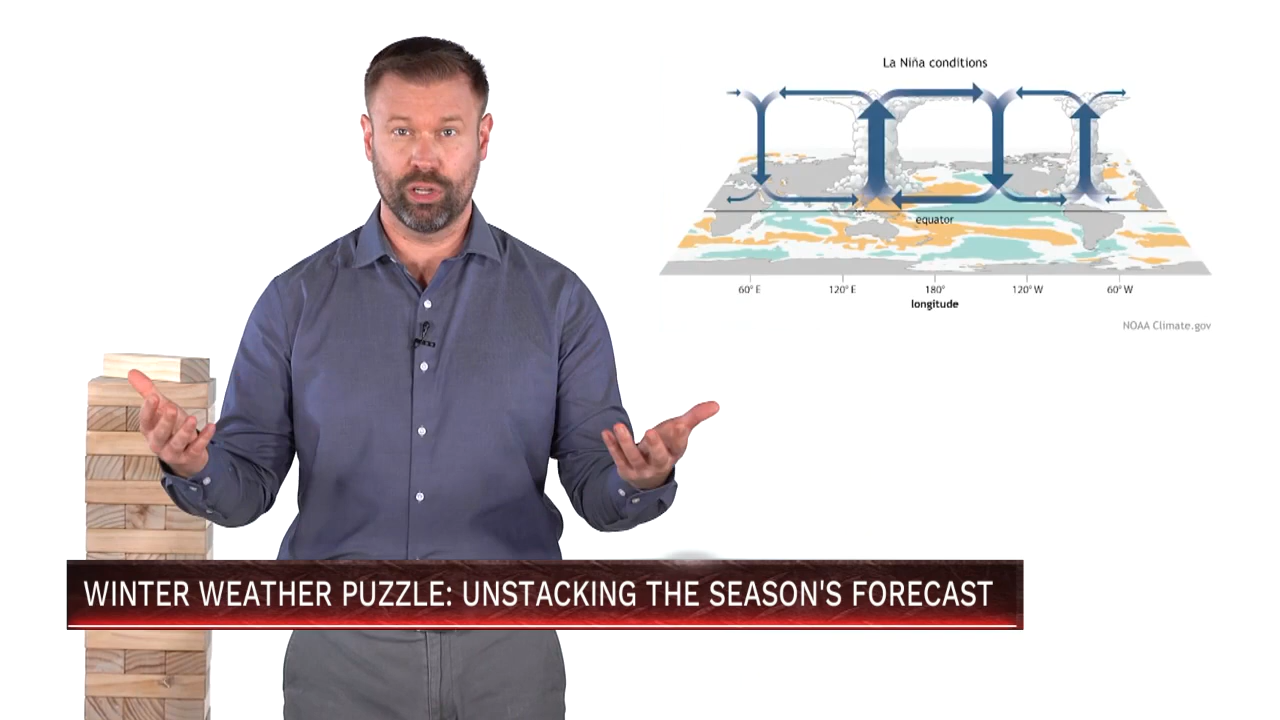 La Niña conditions
equator
60° E 120° E 180° 120° W 60° W
longitude
NOAA Climate.gov
WINTER WEATHER PUZZLE: UNSTACKING THE SEASON'S FORECAST